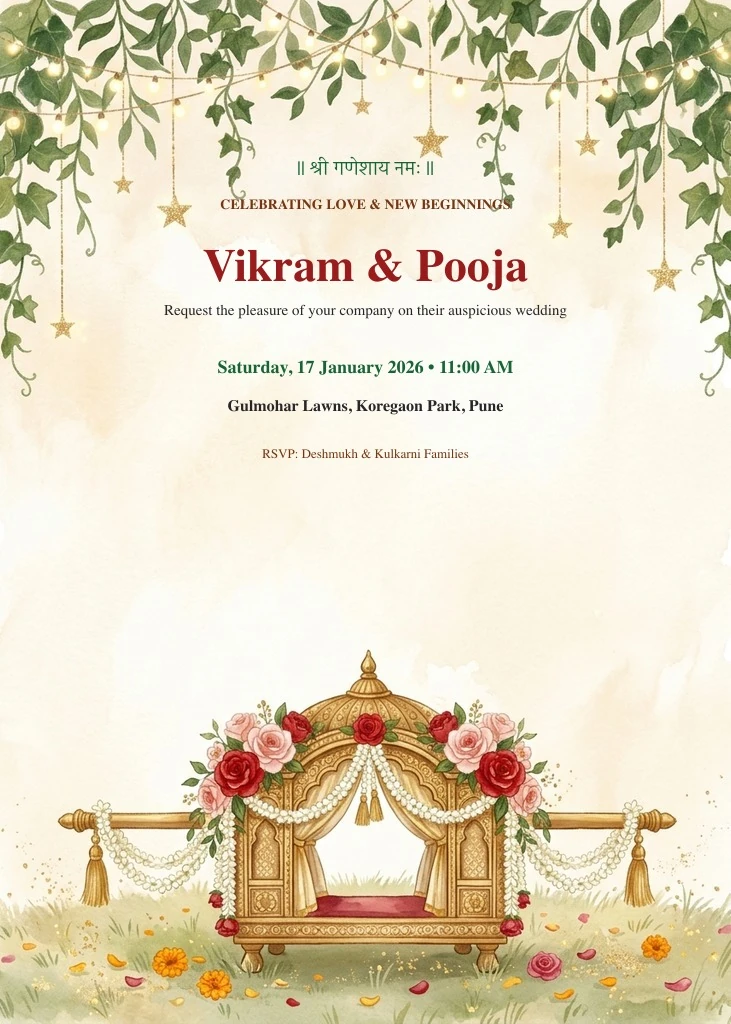 ॥ श्री गणेशाय नमः ॥
CELEBRATING LOVE & NEW BEGINNINGS
Vikram & Pooja
Request the pleasure of your company on their auspicious wedding
Saturday, 17 January 2026 • 11:00 AM
Gulmohar Lawns, Koregaon Park, Pune
RSVP: Deshmukh & Kulkarni Families